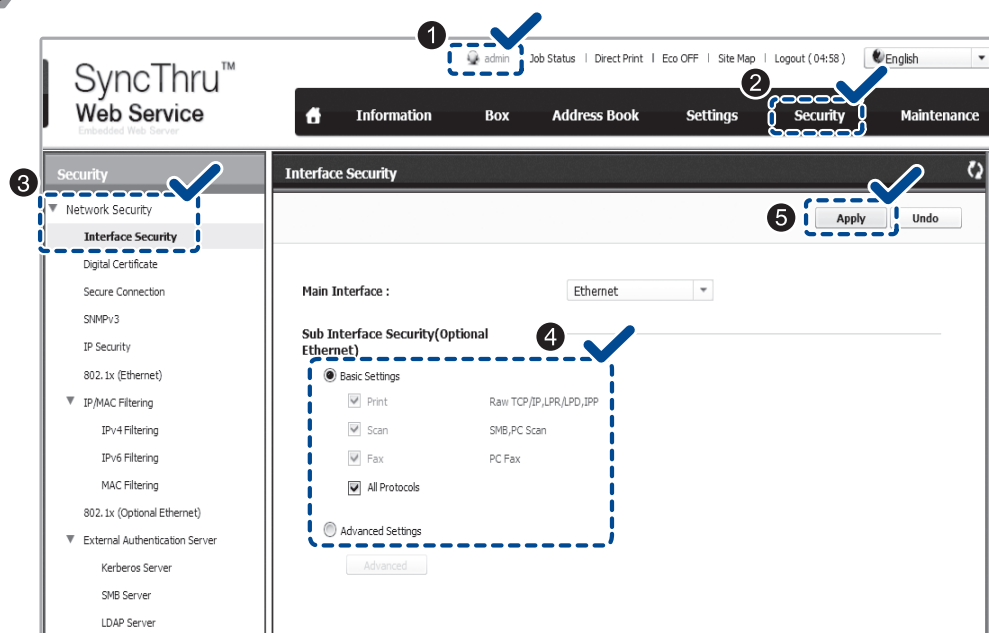 1
admin Job Status | Direct Print | Eco OFF | Site Map | Logout ( 04:58 ) English
SyncThru™
Web Service
Embedded Web Server
2
Information Box Address Book Settings Security Maintenance
3
Security
Interface Security
Network Security
5
Apply Undo
Interface Security
Digital Certificate
Secure Connection
SNMPv3
IP Security
802.1x (Ethernet)
IP/MAC Filtering
IPv4 Filtering
IPv6 Filtering
MAC Filtering
802.1x (Optional Ethernet)
External Authentication Server
Kerberos Server
SMB Server
LDAP Server
Main Interface : Ethernet
Sub Interface Security(Optional
Ethernet)
4
Basic Settings
Print Raw TCP/IP,LPR/LPD,IPP
Scan SMB,PC Scan
Fax PC Fax
All Protocols
Advanced Settings
Advanced